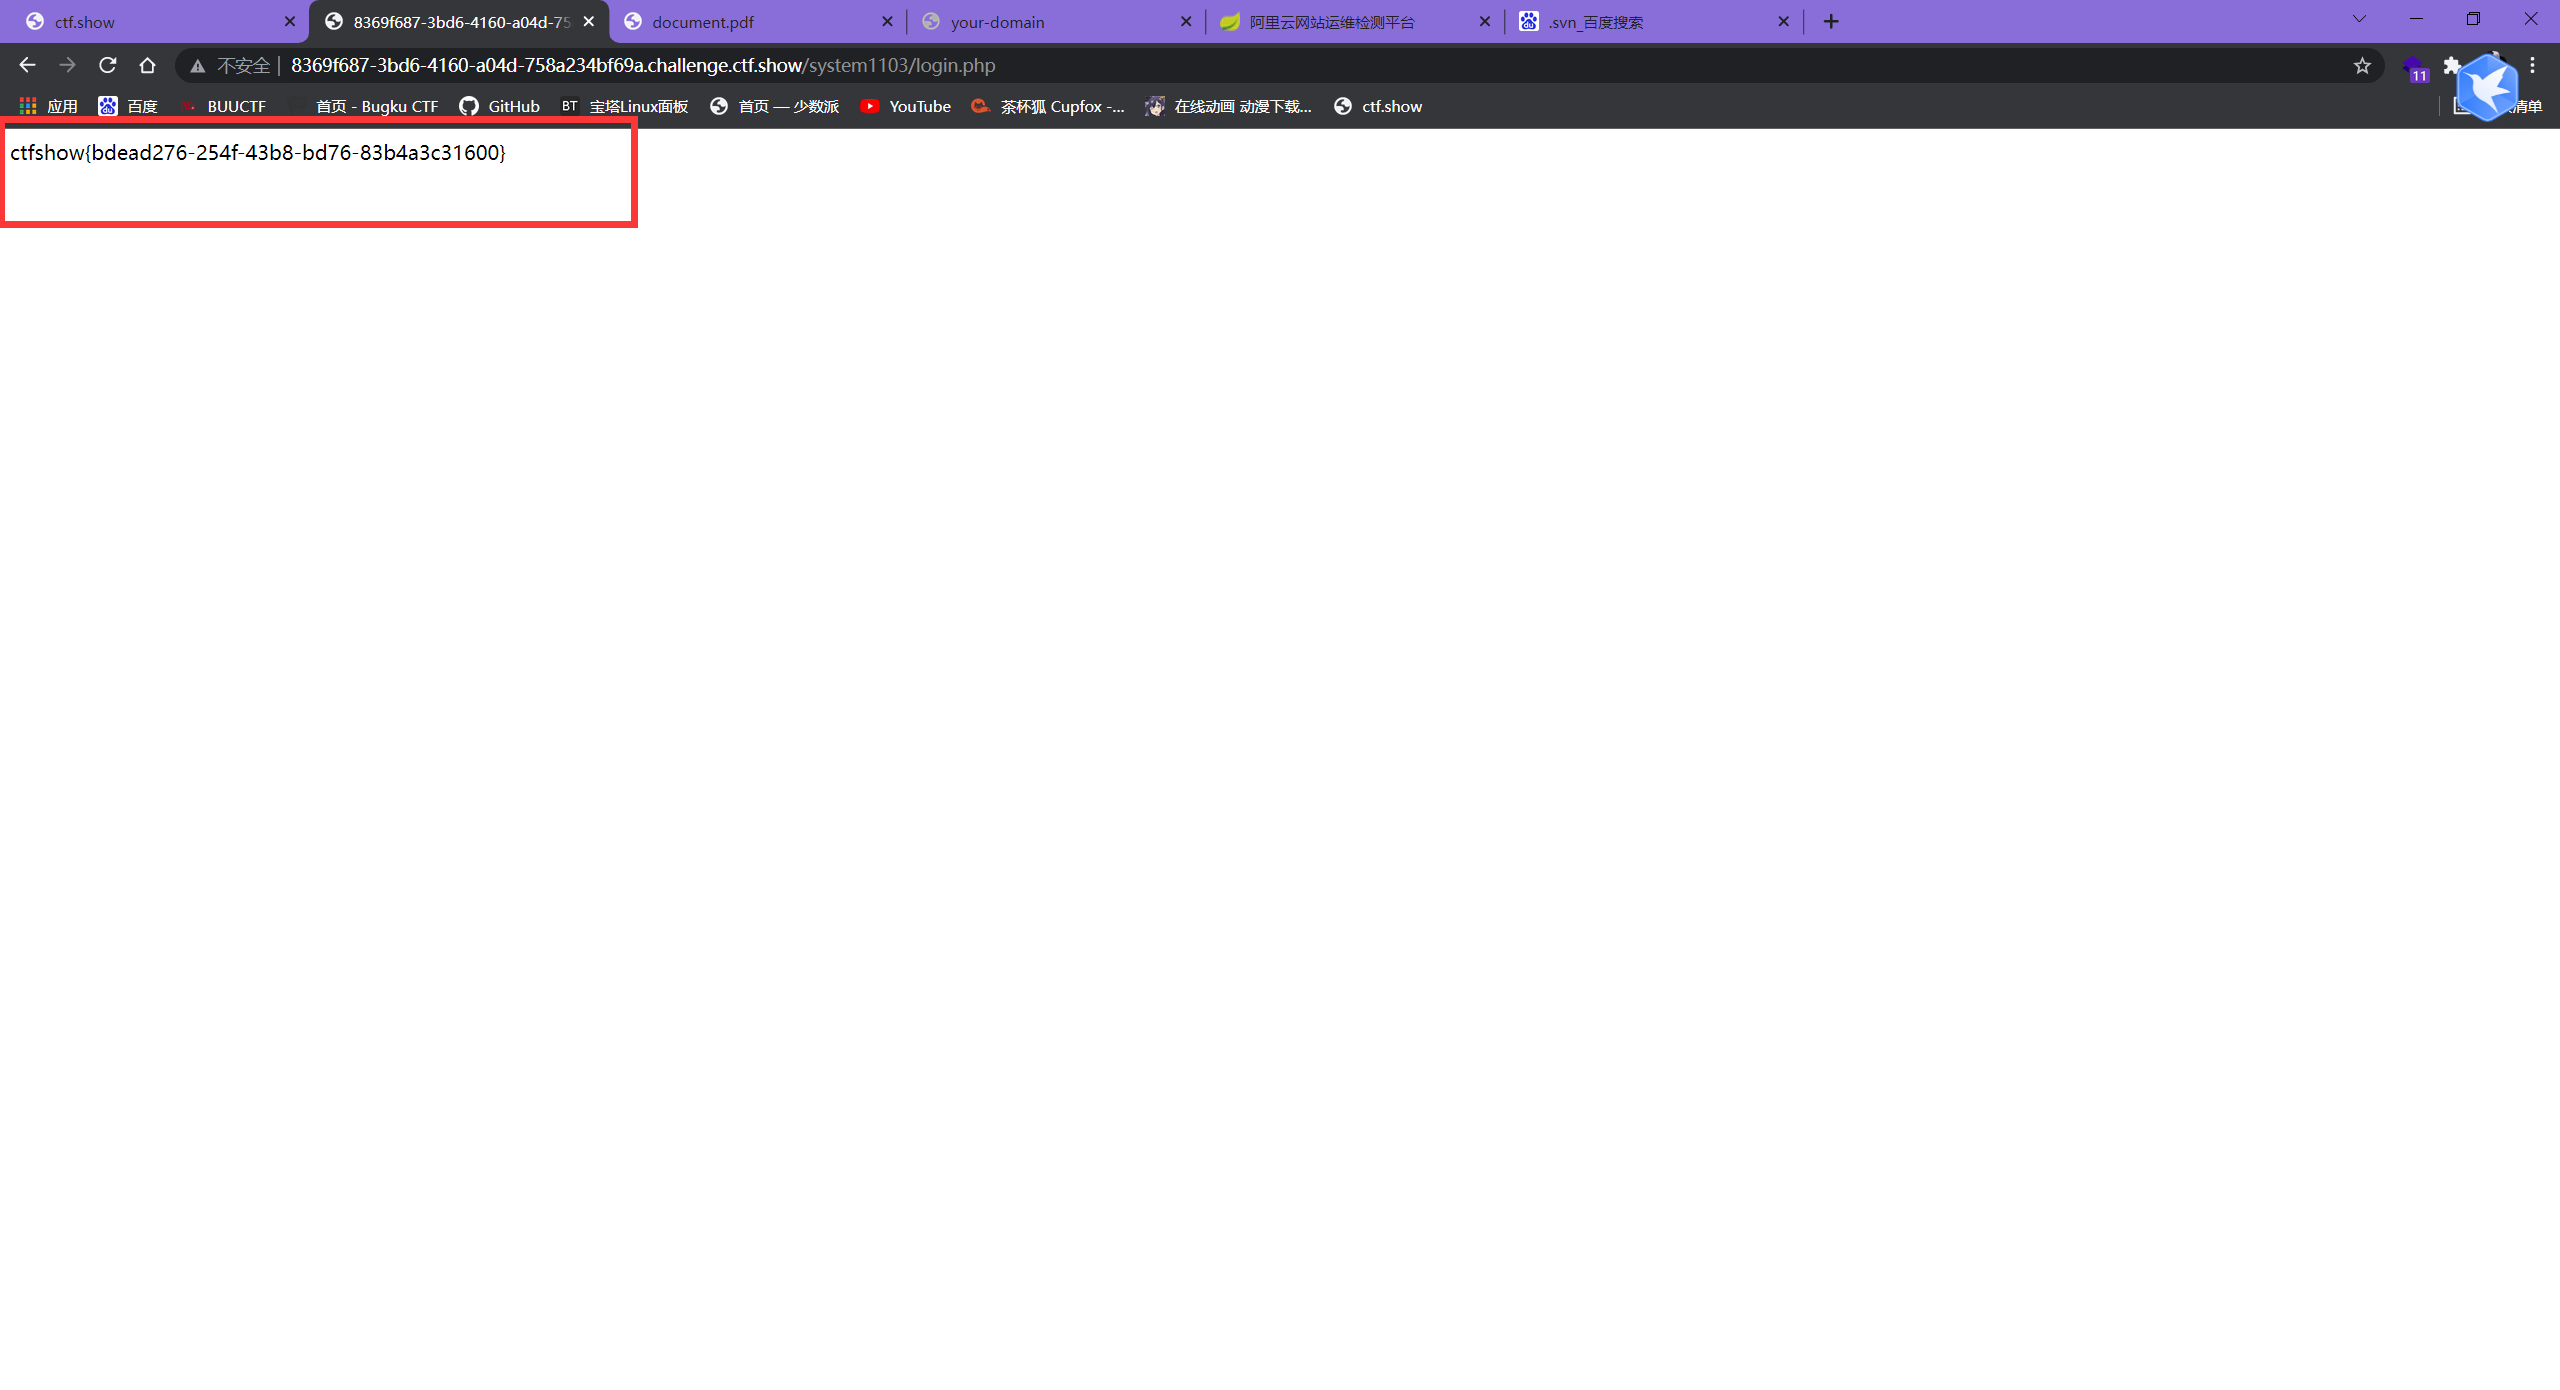 ctf.show
8369f687-3bd6-4160-a04d-75
document.pdf
your-domain
阿里云网站运维检测平台
.svn_百度搜索
不安全 | 8369f687-3bd6-4160-a04d-758a234bf69a.challenge.ctf.show/system1103/login.php
11
应用
百度
BUUCTF
首页 - Bugku CTF
GitHub
BT 宝塔Linux面板
首页 — 少数派
YouTube
茶杯狐 Cupfox -...
在线动画 动漫下载...
ctf.show
清单
ctfshow{bdead276-254f-43b8-bd76-83b4a3c31600}